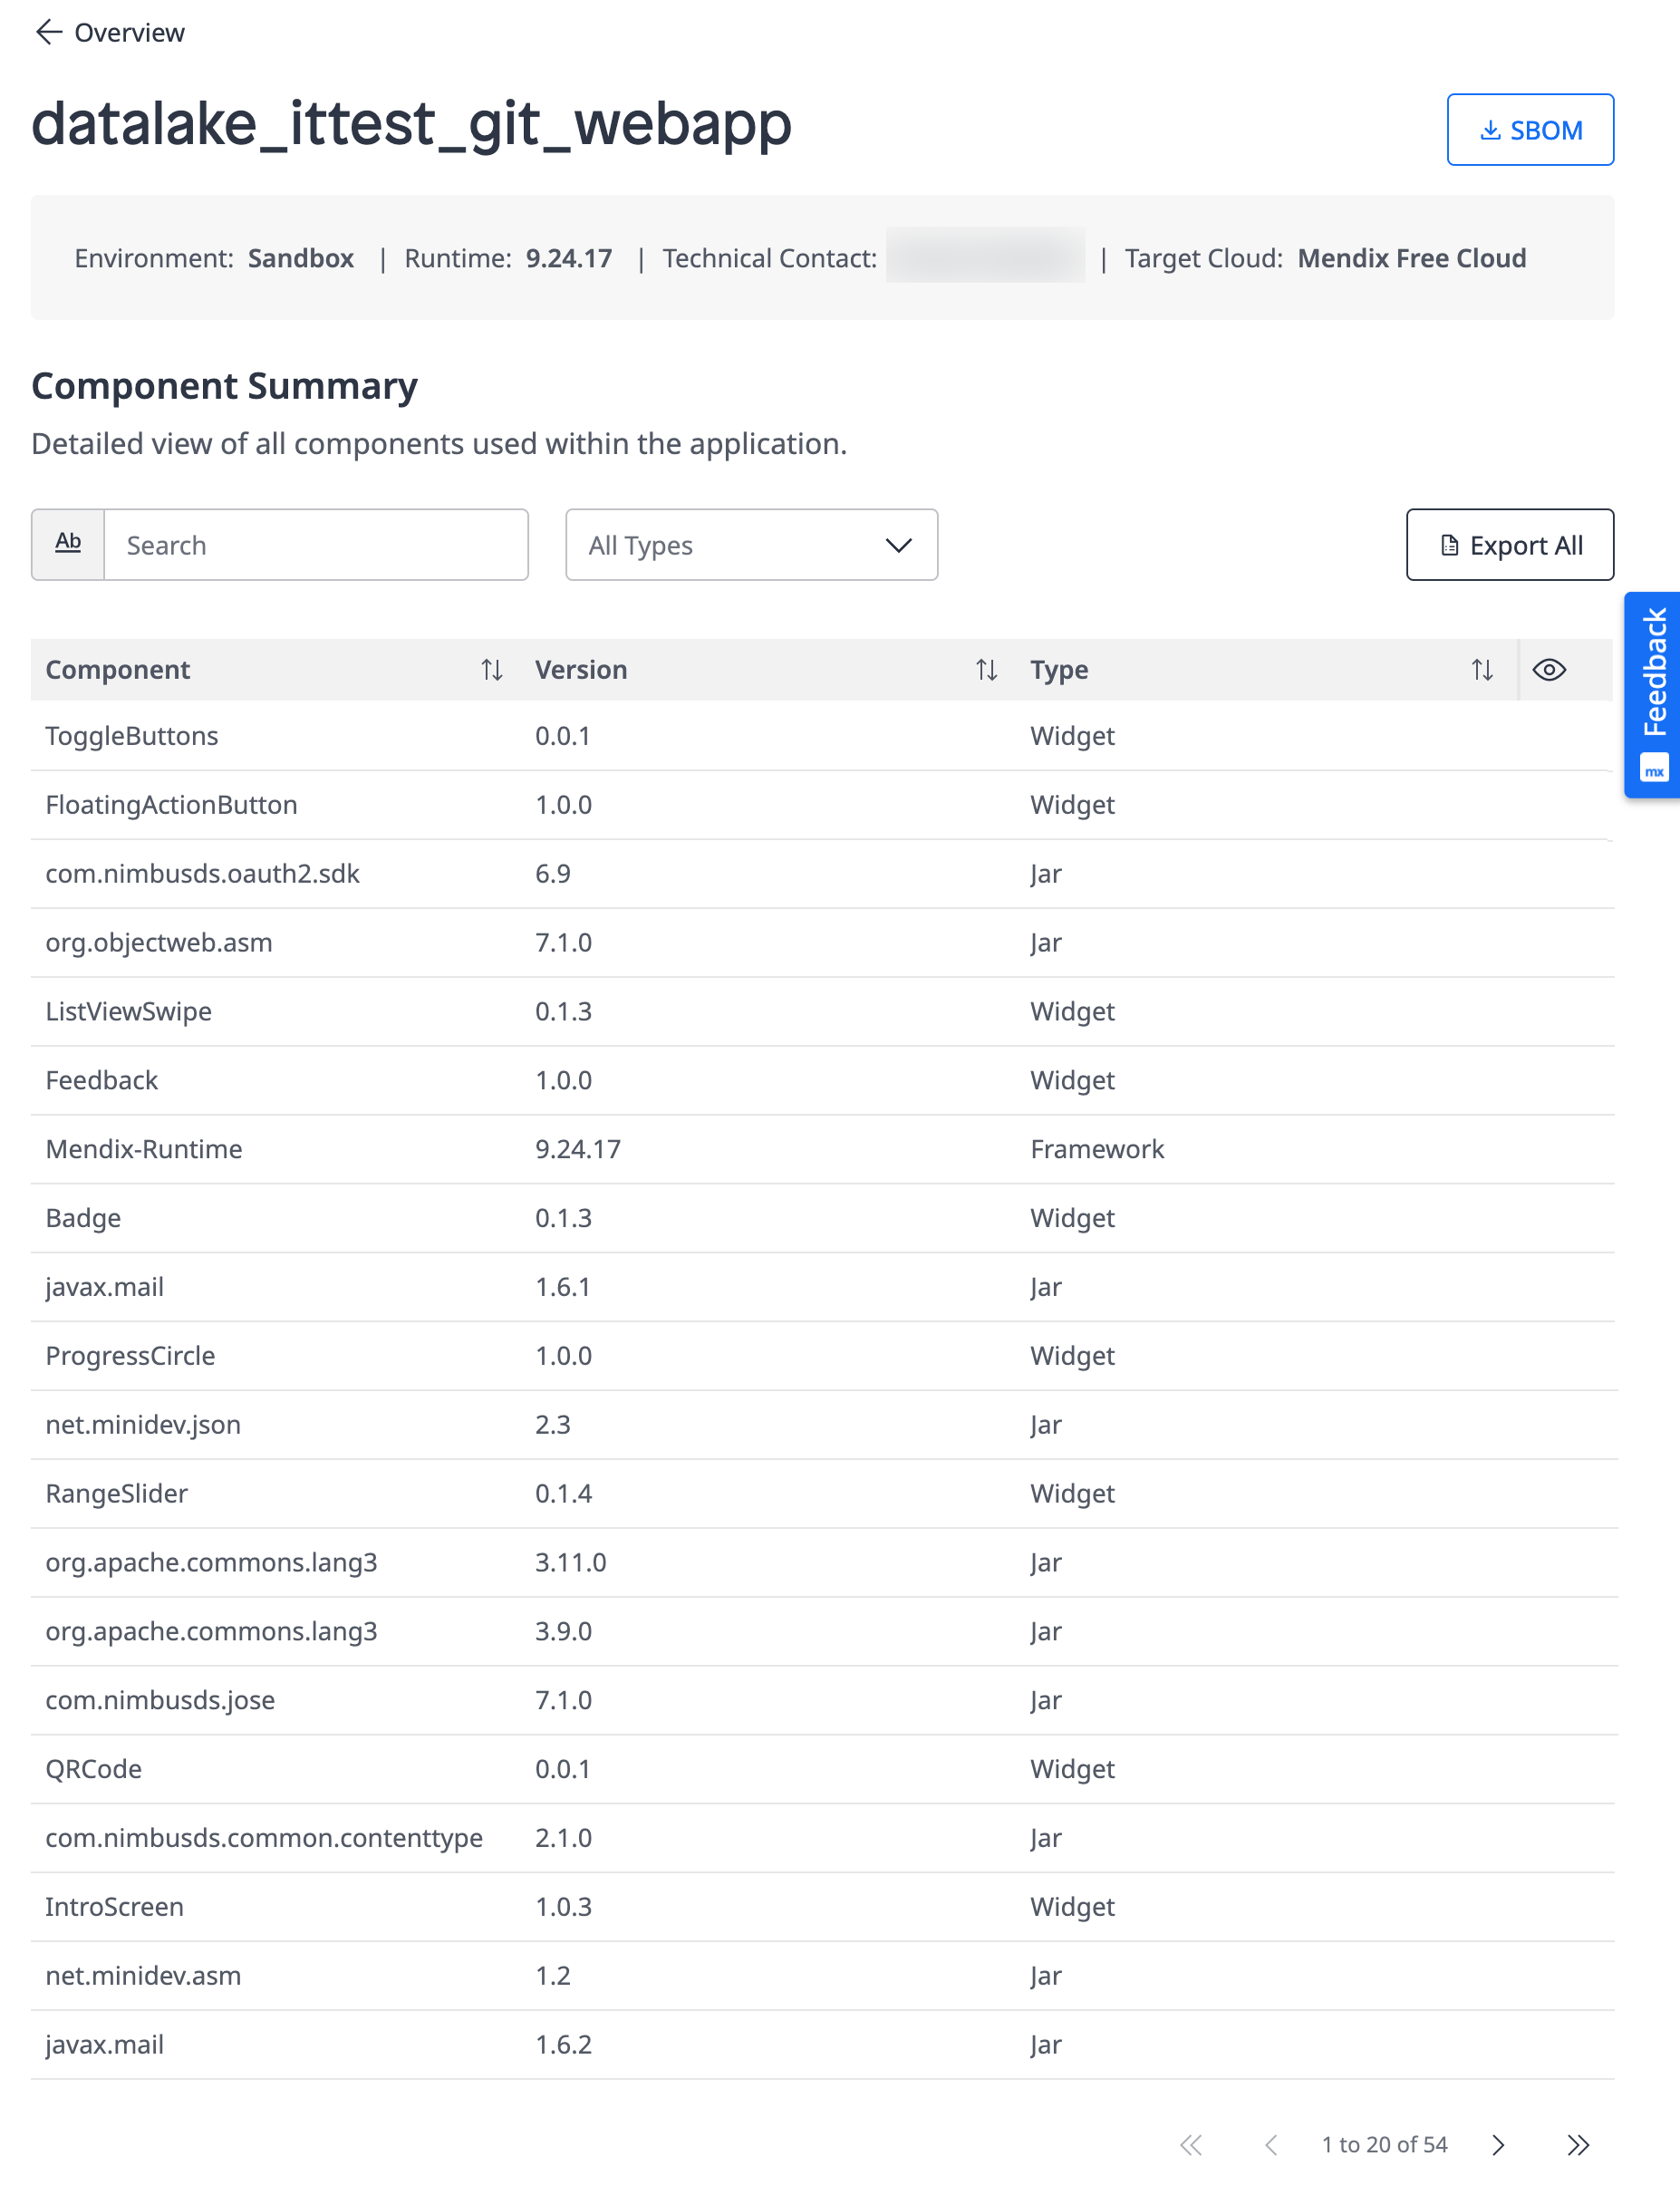 Overview
datalake_ittest_git_webapp
SBOM
Environment: Sandbox | Runtime: 9.24.17 | Technical Contact: | Target Cloud: Mendix Free Cloud
Component Summary
Detailed view of all components used within the application.
Ab Search All Types Export All
Feedback
mx
Component Version Type
ToggleButtons 0.0.1 Widget
FloatingActionButton 1.0.0 Widget
com.nimbusds.oauth2.sdk 6.9 Jar
org.objectweb.asm 7.1.0 Jar
ListViewSwipe 0.1.3 Widget
Feedback 1.0.0 Widget
Mendix-Runtime 9.24.17 Framework
Badge 0.1.3 Widget
javax.mail 1.6.1 Jar
ProgressCircle 1.0.0 Widget
net.minidev.json 2.3 Jar
RangeSlider 0.1.4 Widget
org.apache.commons.lang3 3.11.0 Jar
org.apache.commons.lang3 3.9.0 Jar
com.nimbusds.jose 7.1.0 Jar
QRCode 0.0.1 Widget
com.nimbusds.common.contenttype 2.1.0 Jar
IntroScreen 1.0.3 Widget
net.minidev.asm 1.2 Jar
javax.mail 1.6.2 Jar
1 to 20 of 54